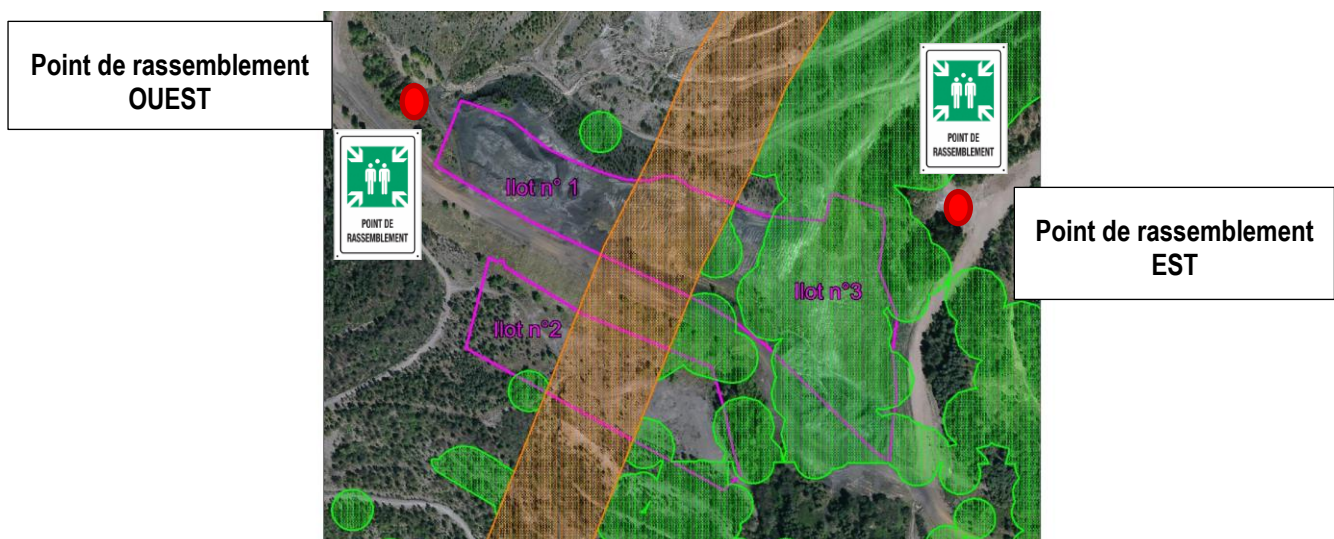 Point de rassemblement
OUEST
POINT DE
RASSEMBLEMENT
Ilot n° 1
POINT DE
RASSEMBLEMENT
Point de rassemblement
EST
Ilot n°2
Ilot n°3